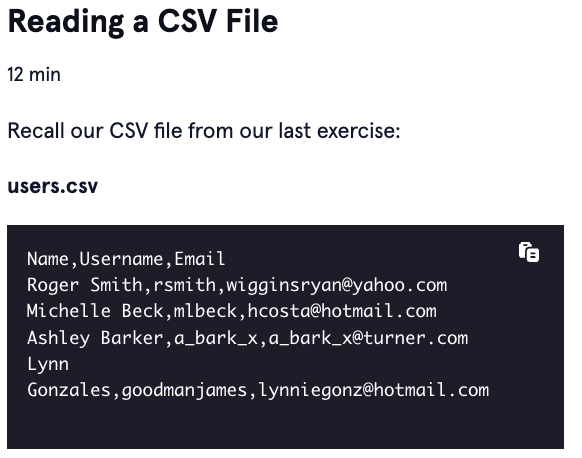 Reading a CSV File
12 min
Recall our CSV file from our last exercise:
users.csv
Name,Username,Email
Roger Smith,rsmith,wigginsryan@yahoo.com
Michelle Beck,mlbeck,hcosta@hotmail.com
Ashley Barker,a_bark_x,a_bark_x@turner.com
Lynn
Gonzales,goodmanjames,lynniegonz@hotmail.com